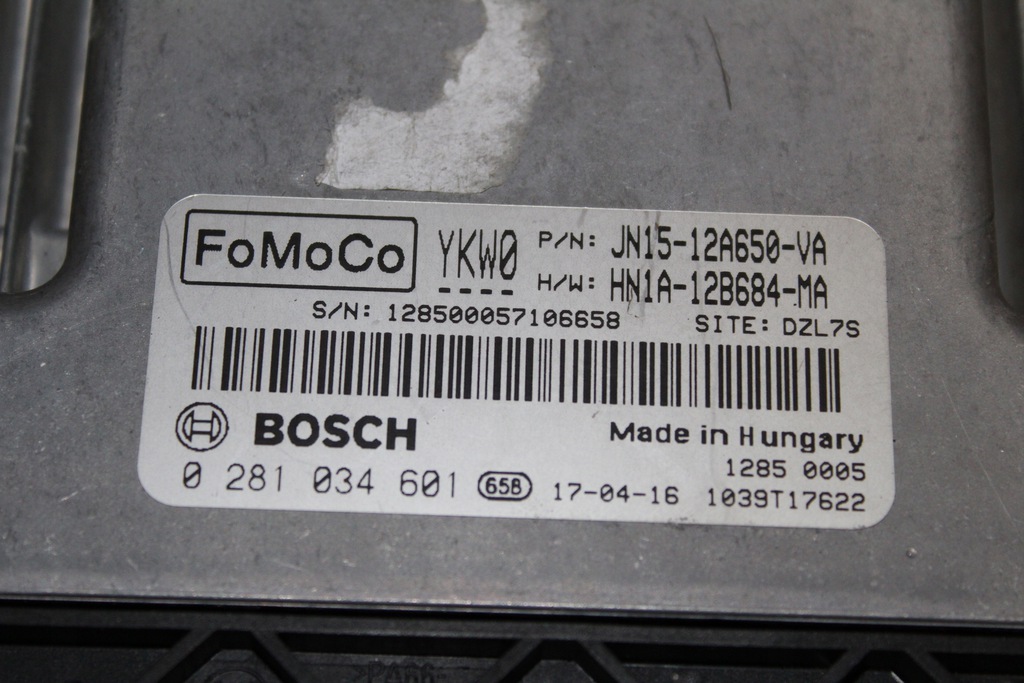 FoMoCo YKW0 P/N: JN15-12A650-VA
H/W: HN1A-12B684-MA
S/N: 128500057106658 SITE: DZL7S
BOSCH Made in Hungary
1285 0005
0 281 034 601 658 17-04-16 1039T17622